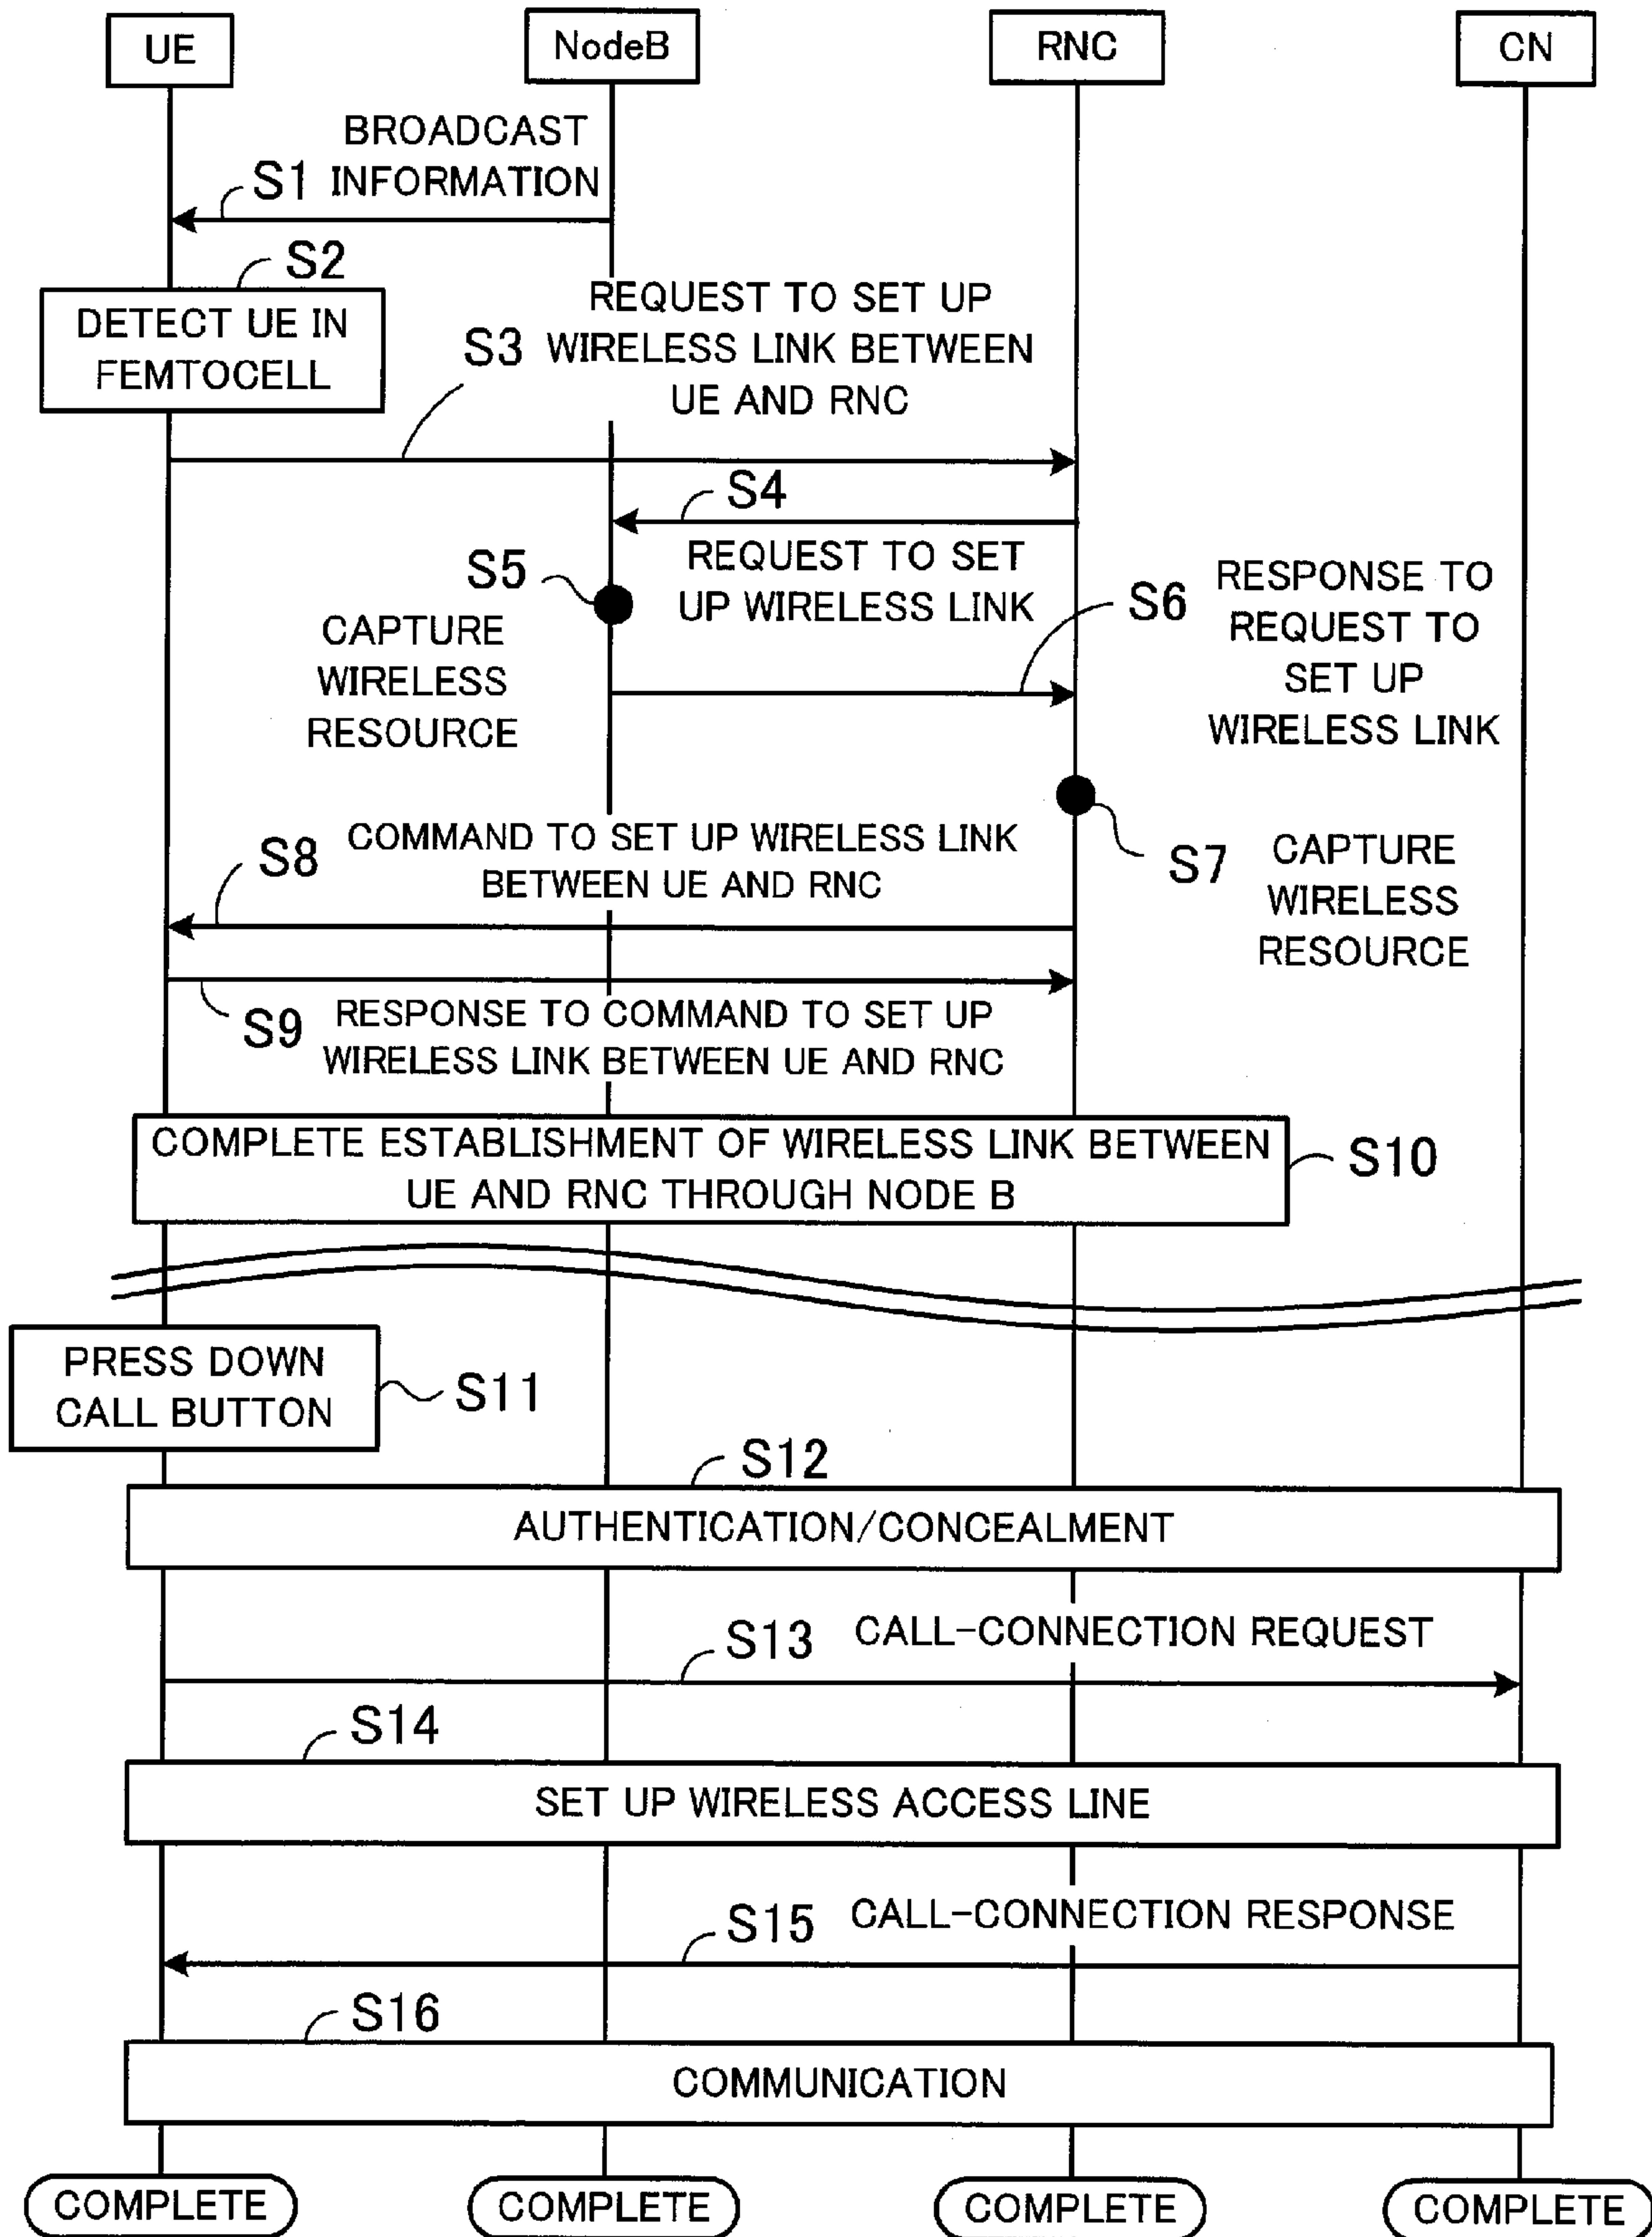 UE
NodeB
RNC
CN
BROADCAST
INFORMATION
S1
S2
DETECT UE IN
FEMTOCELL
REQUEST TO SET UP
WIRELESS LINK BETWEEN
UE AND RNC
S3
S4
REQUEST TO SET
UP WIRELESS LINK
S5
CAPTURE
WIRELESS
RESOURCE
S6
RESPONSE TO
REQUEST TO
SET UP
WIRELESS LINK
S7
CAPTURE
WIRELESS
RESOURCE
S8
COMMAND TO SET UP WIRELESS LINK
BETWEEN UE AND RNC
S9
RESPONSE TO COMMAND TO SET UP
WIRELESS LINK BETWEEN UE AND RNC
COMPLETE ESTABLISHMENT OF WIRELESS LINK BETWEEN
UE AND RNC THROUGH NODE B
S10
PRESS DOWN
CALL BUTTON
S11
S12
AUTHENTICATION/CONCEALMENT
S13
CALL-CONNECTION REQUEST
S14
SET UP WIRELESS ACCESS LINE
S15
CALL-CONNECTION RESPONSE
S16
COMMUNICATION
COMPLETE
COMPLETE
COMPLETE
COMPLETE